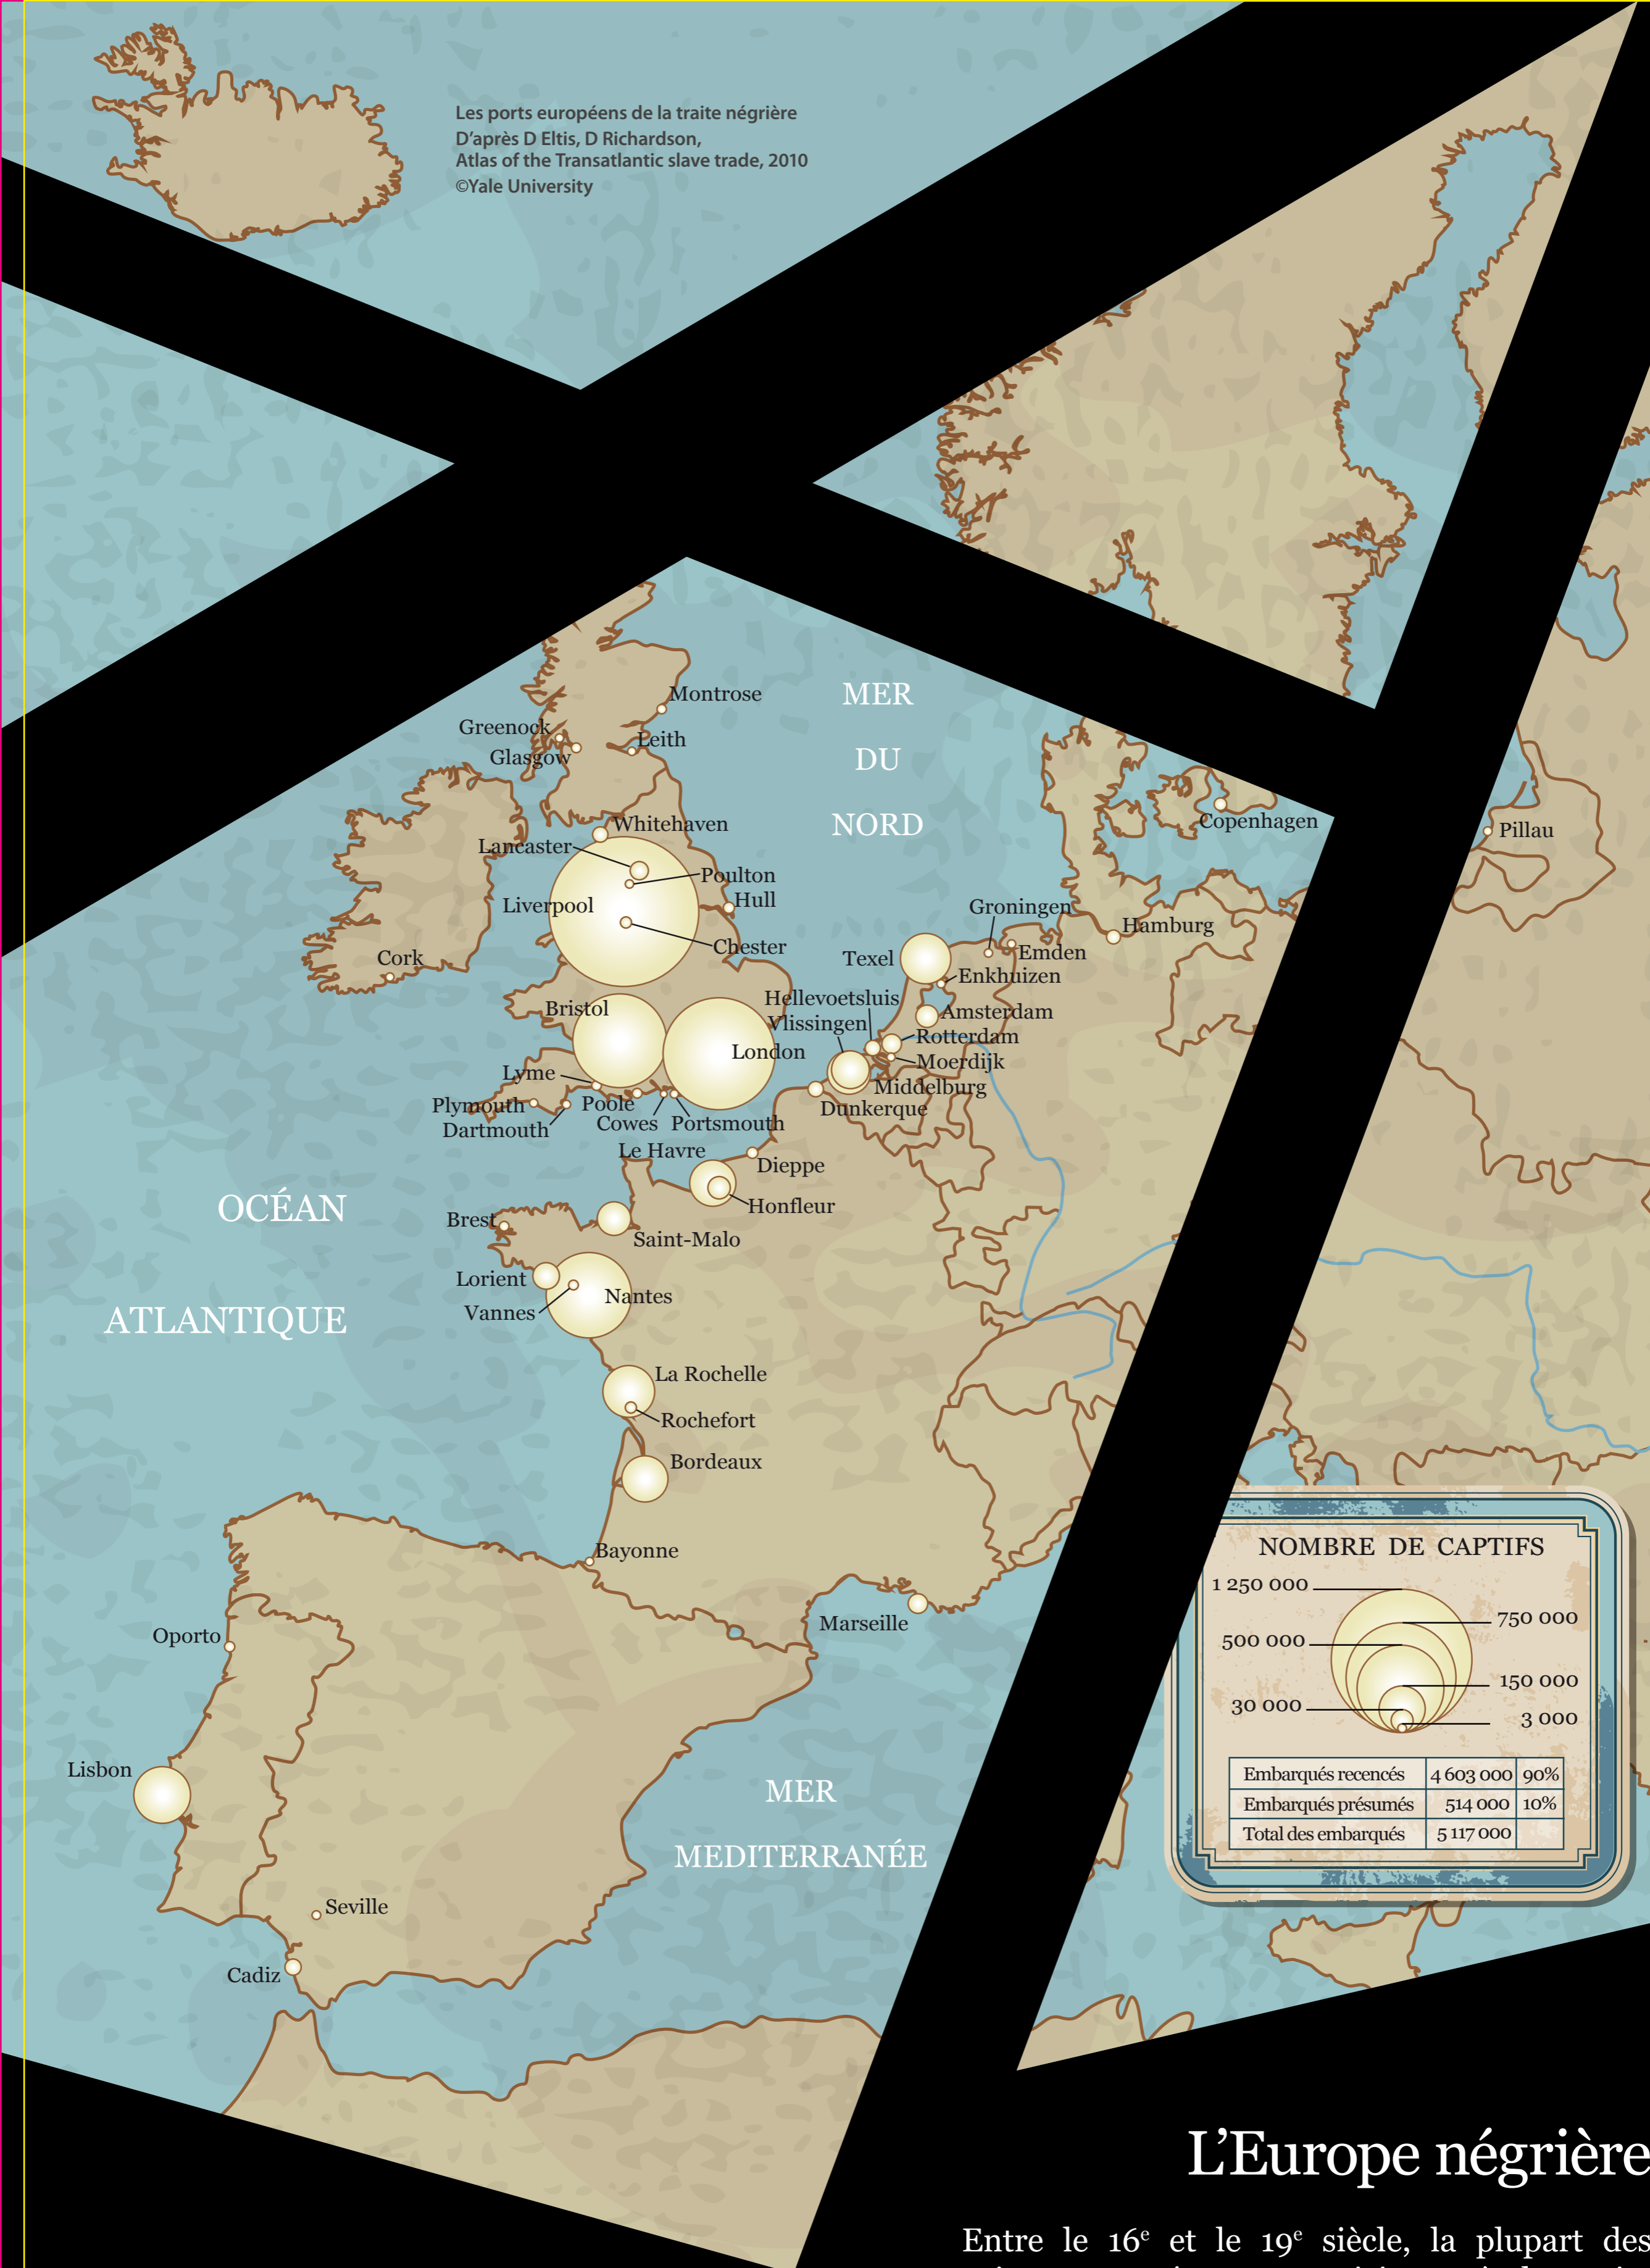 Les ports européens de la traite négrière
D'après D Eltis, D Richardson,
Atlas of the Transatlantic slave trade, 2010
©Yale University
MER
DU
NORD
Montrose
Greenock
Leith
Glasgow
Whitehaven
Lancaster
Poulton
Liverpool
Hull
Chester
Cork
Copenhagen
Pillau
Groningen
Hamburg
Texel
Emden
Enkhuizen
Hellevoetsluis
Amsterdam
Vlissingen
Rotterdam
Moerdijk
Middelburg
Dunkerque
Bristol
London
Lyme
Plymouth
Poole
Dartmouth
Cowes
Portsmouth
Le Havre
Dieppe
Honfleur
OCÉAN
ATLANTIQUE
Brest
Saint-Malo
Lorient
Nantes
Vannes
La Rochelle
Rochefort
Bordeaux
Bayonne
Marseille
Oporto
Lisbon
Seville
Cadiz
MER
MEDITERRANÉE
NOMBRE DE CAPTIFS
1 250 000
750 000
500 000
150 000
30 000
3 000
Embarqués recencés 4 603 000 90%
Embarqués présumés 514 000 10%
Total des embarqués 5 117 000
L'Europe négrière
Entre le 16e et le 19e siècle, la plupart des